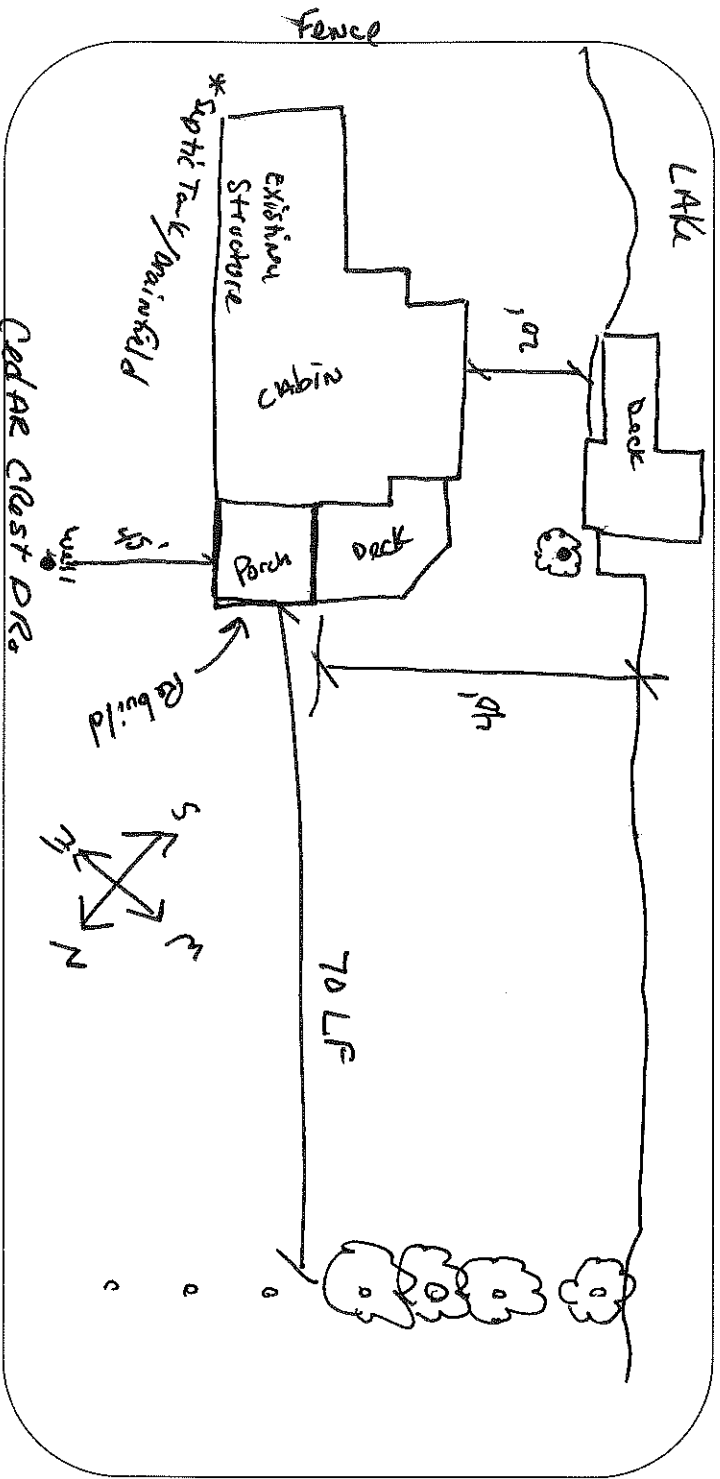 Fence
LAKe
Deck
20'
Existing
Structure
CAbin
*Septic Tank/Drainfield
Deck
Porch
45'
well
Cedar Crest DR.
Rebuild
40'
S
W
E
N
70 LF